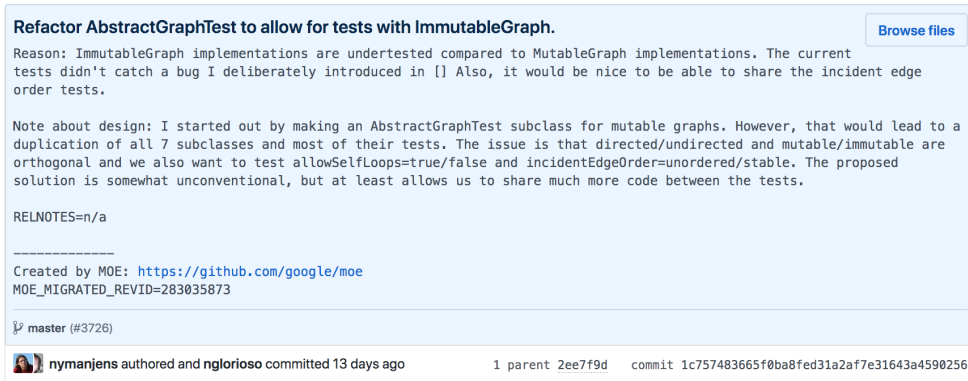 Refactor AbstractGraphTest to allow for tests with ImmutableGraph.
Browse files
Reason: ImmutableGraph implementations are undertested compared to MutableGraph implementations. The current
tests didn't catch a bug I deliberately introduced in [] Also, it would be nice to be able to share the incident edge
order tests.
Note about design: I started out by making an AbstractGraphTest subclass for mutable graphs. However, that would lead to a
duplication of all 7 subclasses and most of their tests. The issue is that directed/undirected and mutable/immutable are
orthogonal and we also want to test allowSelfLoops=true/false and incidentEdgeOrder=unordered/stable. The proposed
solution is somewhat unconventional, but at least allows us to share much more code between the tests.
RELNOTES=n/a
-------------
Created by MOE: https://github.com/google/moe
MOE_MIGRATED_REVID=283035873
master (#3726)
nymanjens authored and nglorioso committed 13 days ago
1 parent 2ee7f9d commit 1c757483665f0ba8fed31a2af7e31643a4590256